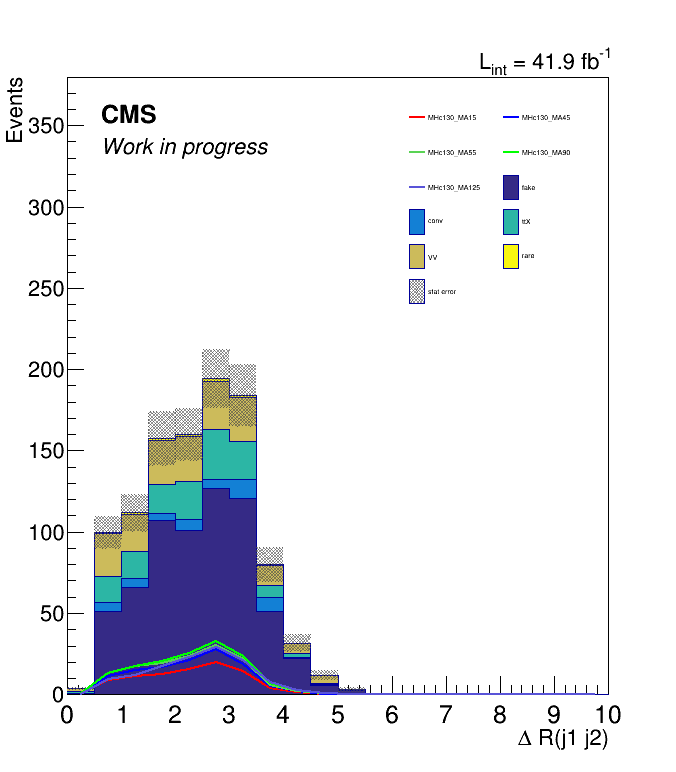 L_int = 41.9 fb^-1
Events
CMS
Work in progress
MHc130_MA15
MHc130_MA45
MHc130_MA55
MHc130_MA90
MHc130_MA125
fake
conv
ttX
VV
rare
stat error
350
300
250
200
150
100
50
0
0 1 2 3 4 5 6 7 8 9 10
Δ R(j1 j2)